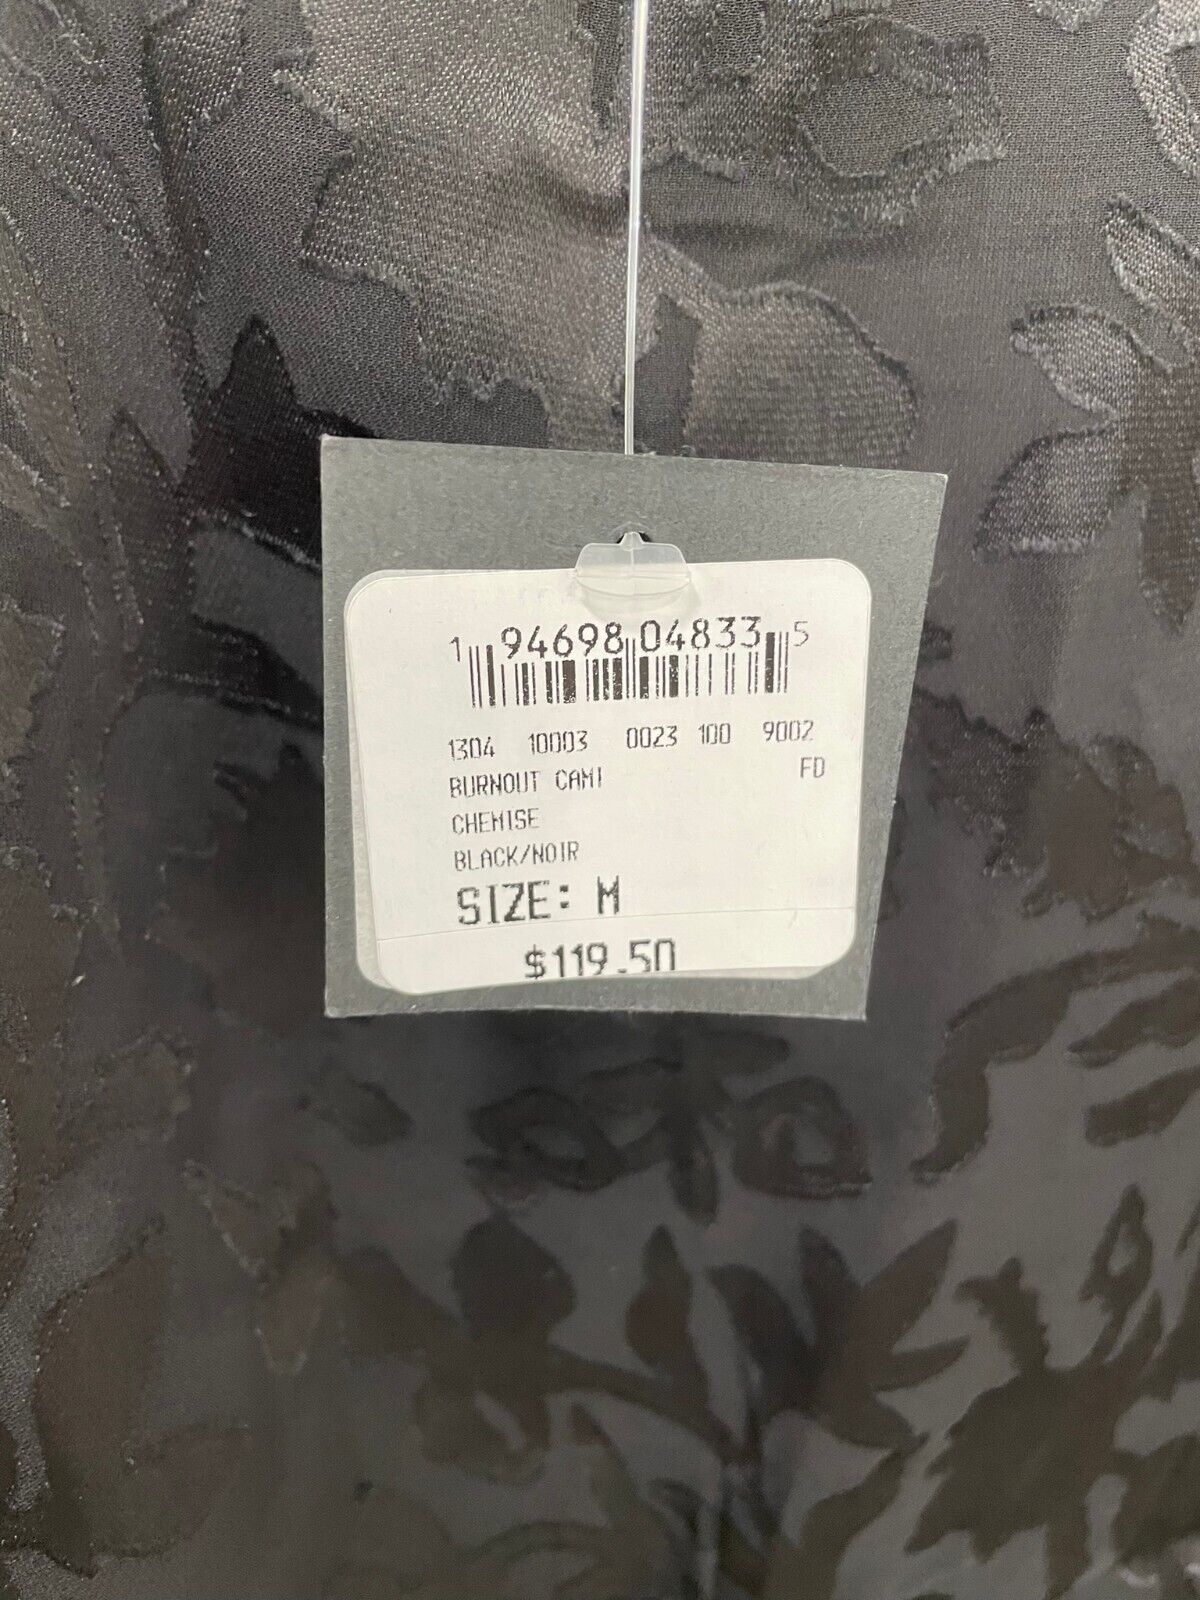 1 94698 04833 5
1304 10003 0023 100 9002
BURNOUT CAMI FD
CHEMISE
BLACK/NOIR
SIZE: M
$119.50